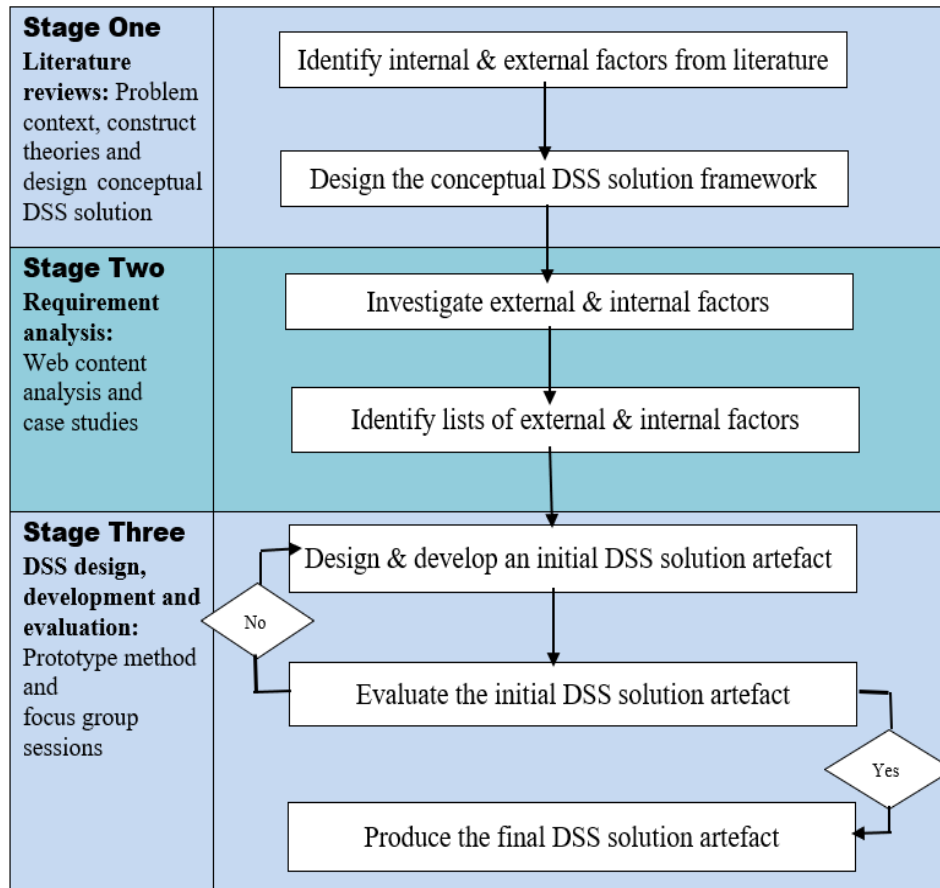 Stage One
Literature
reviews: Problem
context, construct
theories and
design conceptual
DSS solution
Identify internal & external factors from literature
Design the conceptual DSS solution framework
Stage Two
Requirement
analysis:
Web content
analysis and
case studies
Investigate external & internal factors
Identify lists of external & internal factors
Stage Three
DSS design,
development and
evaluation:
Prototype method
and
focus group
sessions
Design & develop an initial DSS solution artefact
No
Evaluate the initial DSS solution artefact
Yes
Produce the final DSS solution artefact